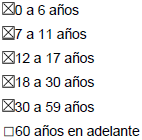 ☒0 a 6 años
☒7 a 11 años
☒12 a 17 años
☒18 a 30 años
☒30 a 59 años
☐60 años en adelante